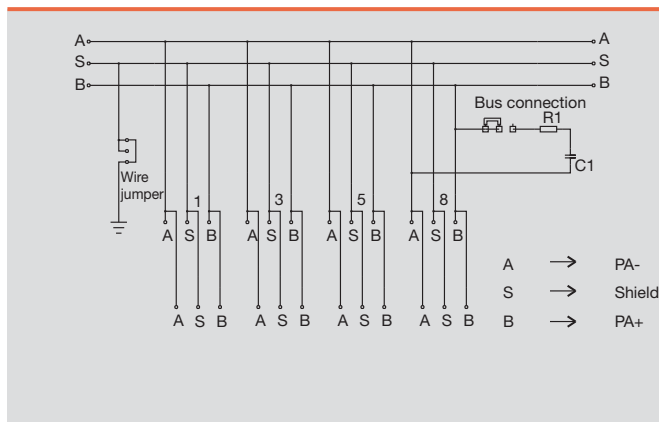 A A
S S
B B
Bus connection
R1
C1
Wire
jumper
1 3 5 8
A S B A S B A S B A S B
A → PA-
S → Shield
A S B A S B A S B A S B
B → PA+